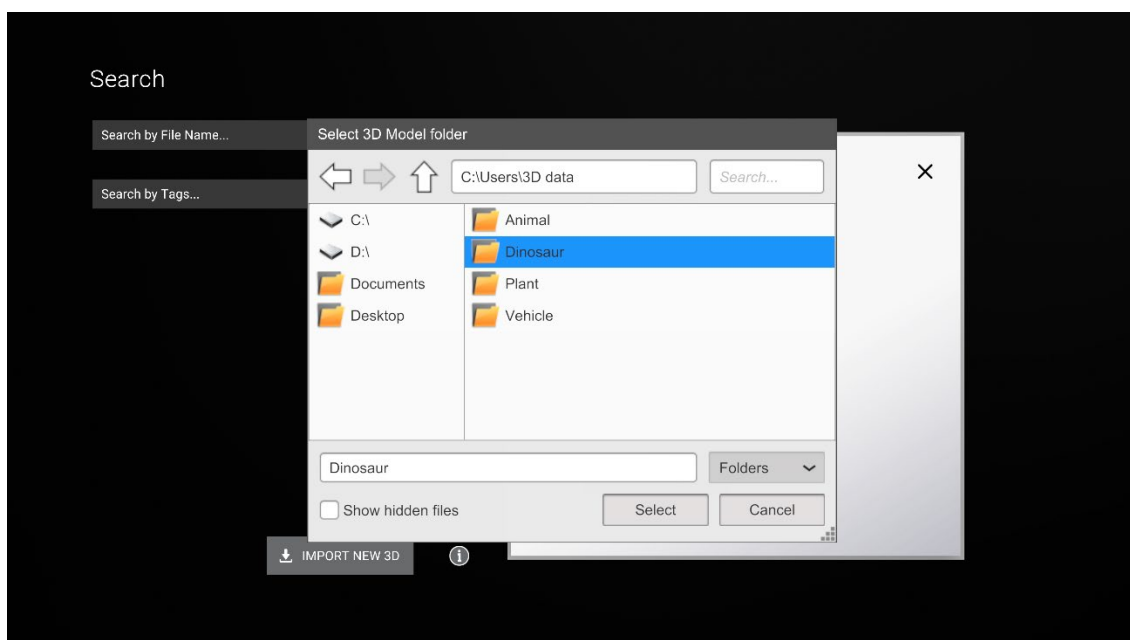 Search
Search by File Name...
Search by Tags...
Select 3D Model folder
C:\Users\3D data
Search...
C:\
D:\
Documents
Desktop
Animal
Dinosaur
Plant
Vehicle
Dinosaur
Folders
Show hidden files
Select
Cancel
IMPORT NEW 3D